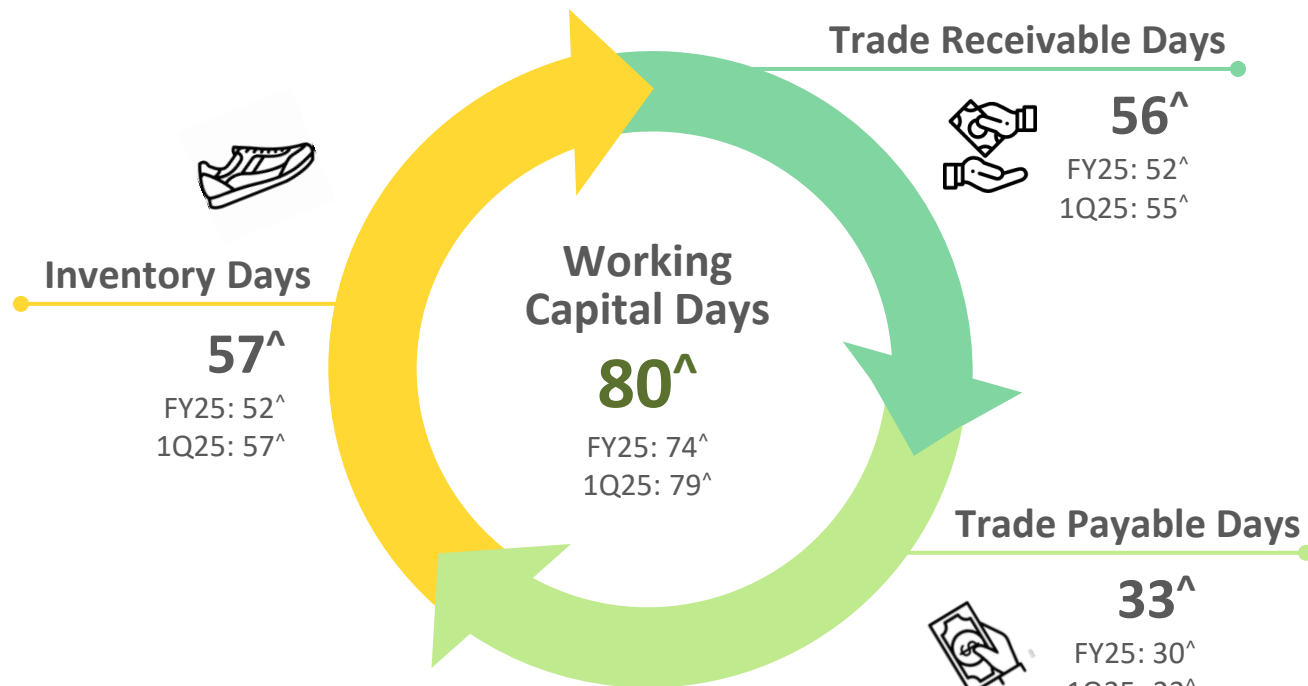 Trade Receivable Days
56^
FY25: 52^
1Q25: 55^
Inventory Days
57^
FY25: 52^
1Q25: 57^
Working
Capital Days
80^
FY25: 74^
1Q25: 79^
Trade Payable Days
33^
FY25: 30^